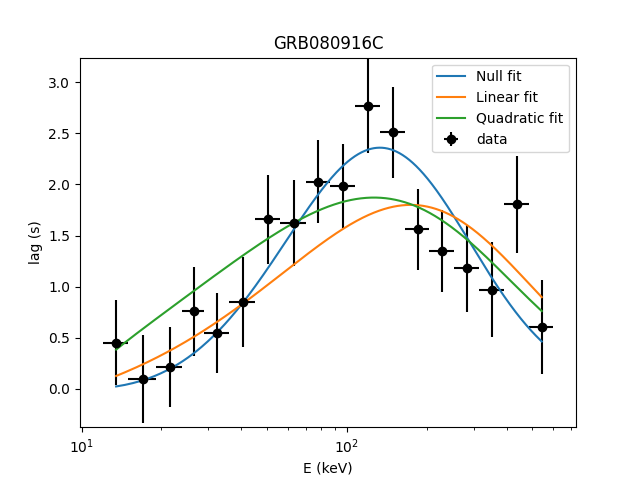 GRB080916C
lag (s)
3.0
2.5
2.0
1.5
1.0
0.5
0.0
Null fit
Linear fit
Quadratic fit
data
10¹
10²
E (keV)